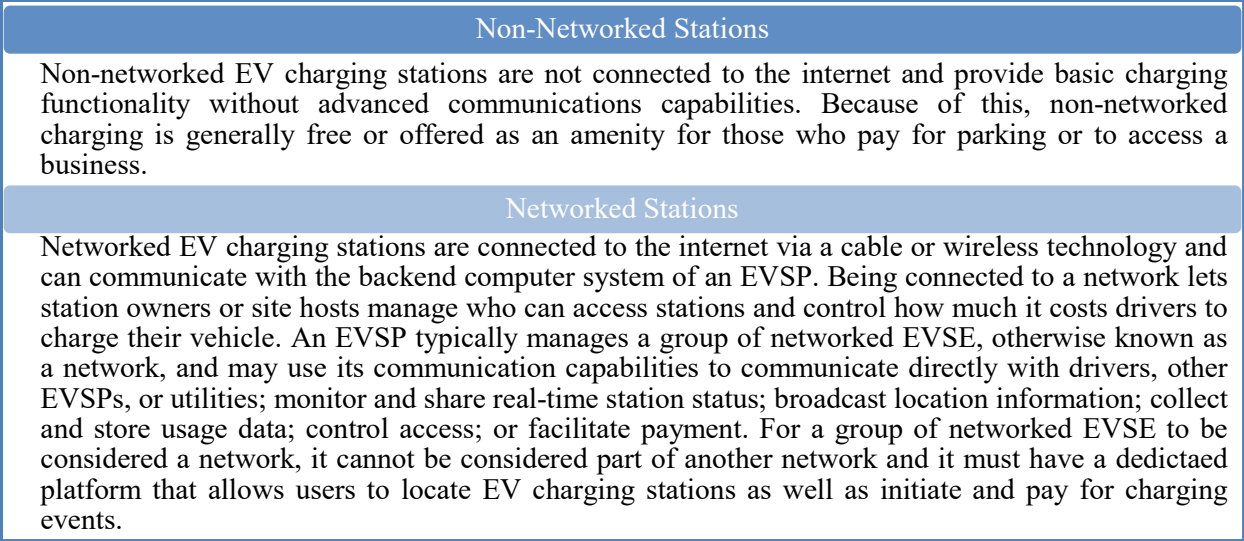 Non-Networked Stations
Non-networked EV charging stations are not connected to the internet and provide basic charging
functionality without advanced communications capabilities. Because of this, non-networked
charging is generally free or offered as an amenity for those who pay for parking or to access a
business.
Networked Stations
Networked EV charging stations are connected to the internet via a cable or wireless technology and
can communicate with the backend computer system of an EVSP. Being connected to a network lets
station owners or site hosts manage who can access stations and control how much it costs drivers to
charge their vehicle. An EVSP typically manages a group of networked EVSE, otherwise known as
a network, and may use its communication capabilities to communicate directly with drivers, other
EVSPs, or utilities; monitor and share real-time station status; broadcast location information; collect
and store usage data; control access; or facilitate payment. For a group of networked EVSE to be
considered a network, it cannot be considered part of another network and it must have a dedictaed
platform that allows users to locate EV charging stations as well as initiate and pay for charging
events.